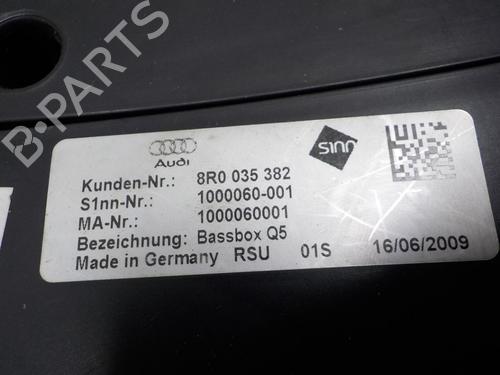 B-PARTS
Audi
S1nn
Kunden-Nr.: 8R0 035 382
S1nn-Nr.: 1000060-001
MA-Nr.: 1000060001
Bezeichnung: Bassbox Q5
Made in Germany RSU 01S 16/06/2009